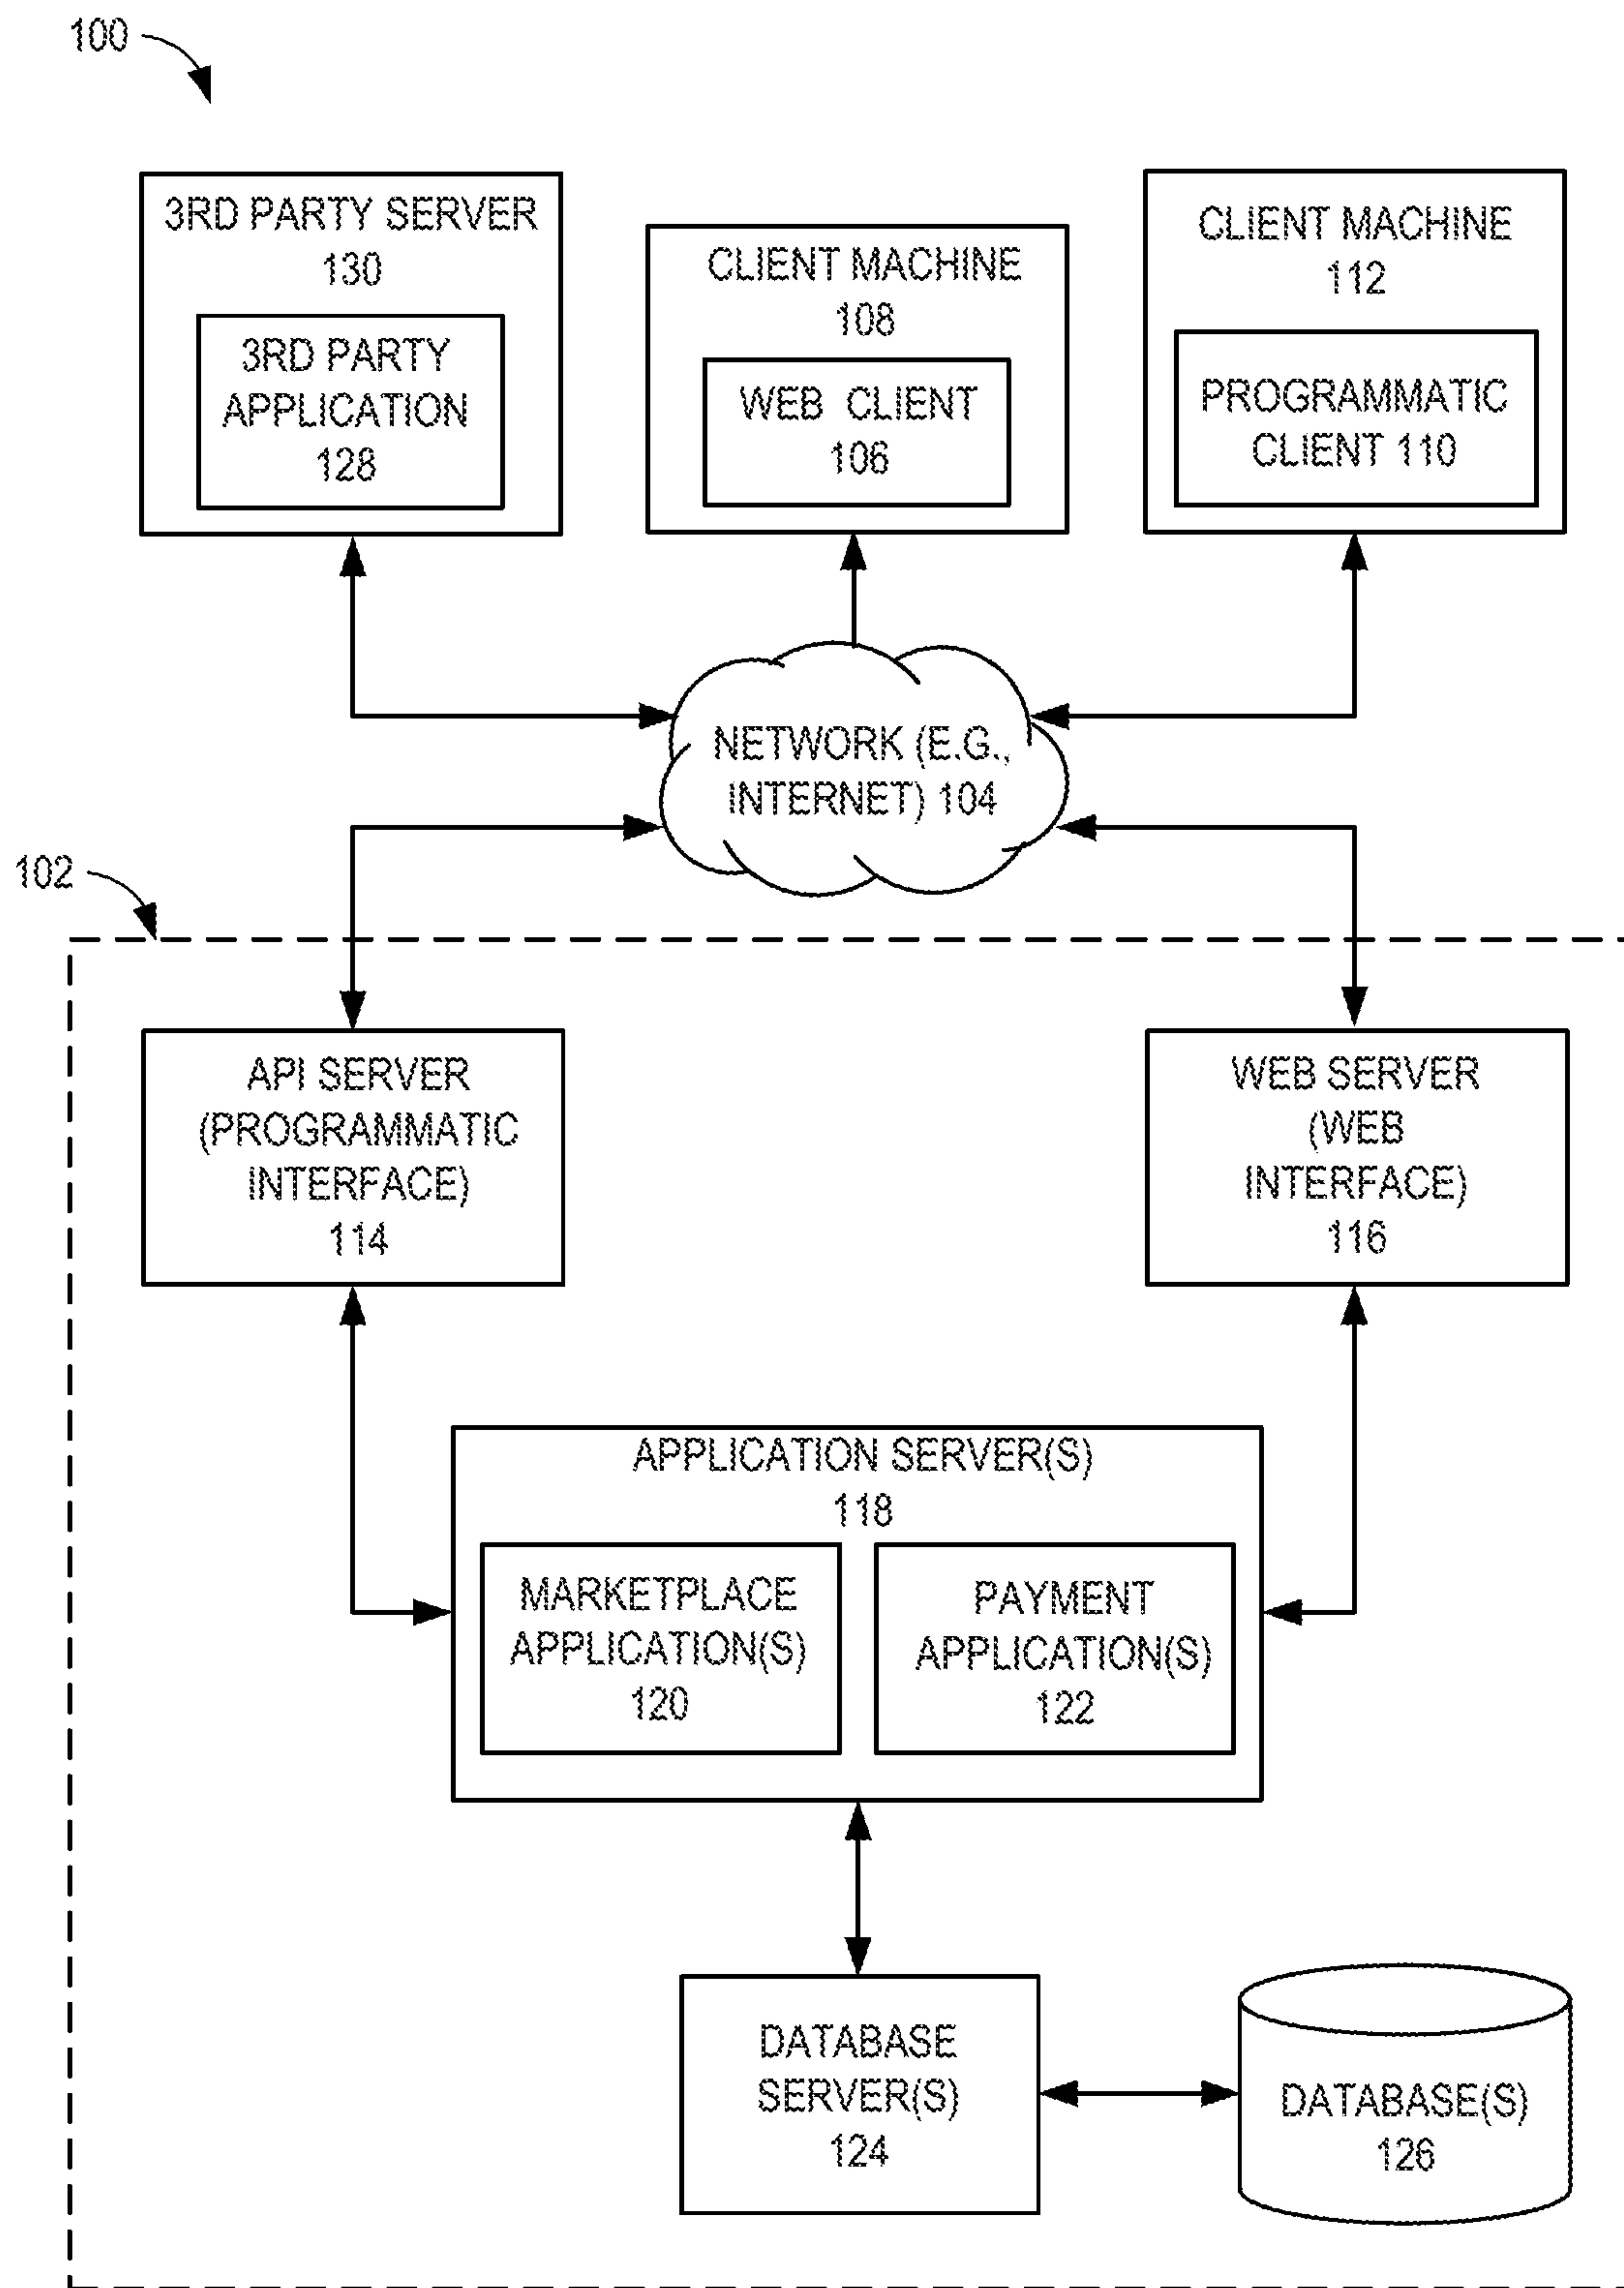 100
3RD PARTY SERVER
130
3RD PARTY
APPLICATION
128
CLIENT MACHINE
108
WEB CLIENT
106
CLIENT MACHINE
112
PROGRAMMATIC
CLIENT 110
NETWORK (E.G.,
INTERNET) 104
102
API SERVER
(PROGRAMMATIC
INTERFACE)
114
WEB SERVER
(WEB
INTERFACE)
116
APPLICATION SERVER(S)
118
MARKETPLACE
APPLICATION(S)
120
PAYMENT
APPLICATION(S)
122
DATABASE
SERVER(S)
124
DATABASE(S)
126